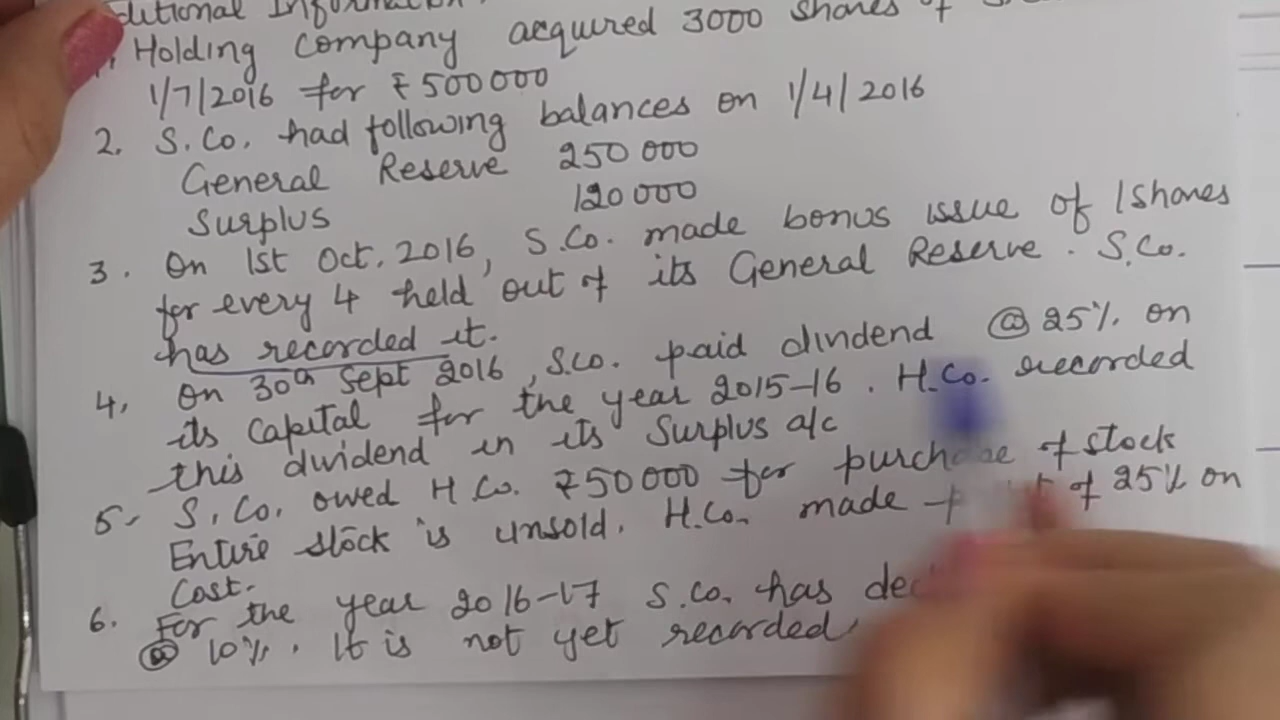 Holding Company acquired 3000 shares of
1/7/2016 for ₹500000
2. S.Co. had following balances on 1/4/2016
General Reserve 250 000
Surplus 120000
3. On 1st Oct. 2016, S.Co. made bonus issue of 1 shares
for every 4 held out of its General Reserve. S.Co.
has recorded it.
4. On 30th Sept 2016, S.Co. paid dindend @ 25% on
its capital for the year 2015-16. H.Co. recorded
this dividend in its Surplus a/c
5. S.Co. owed H.Co. ₹50000 for purchase of stock
Entire stock is unsold. H.Co. made of 25% on
Cost.
6. For the year 2016-17 S.Co. has
@ 10%. It is not yet recorded.